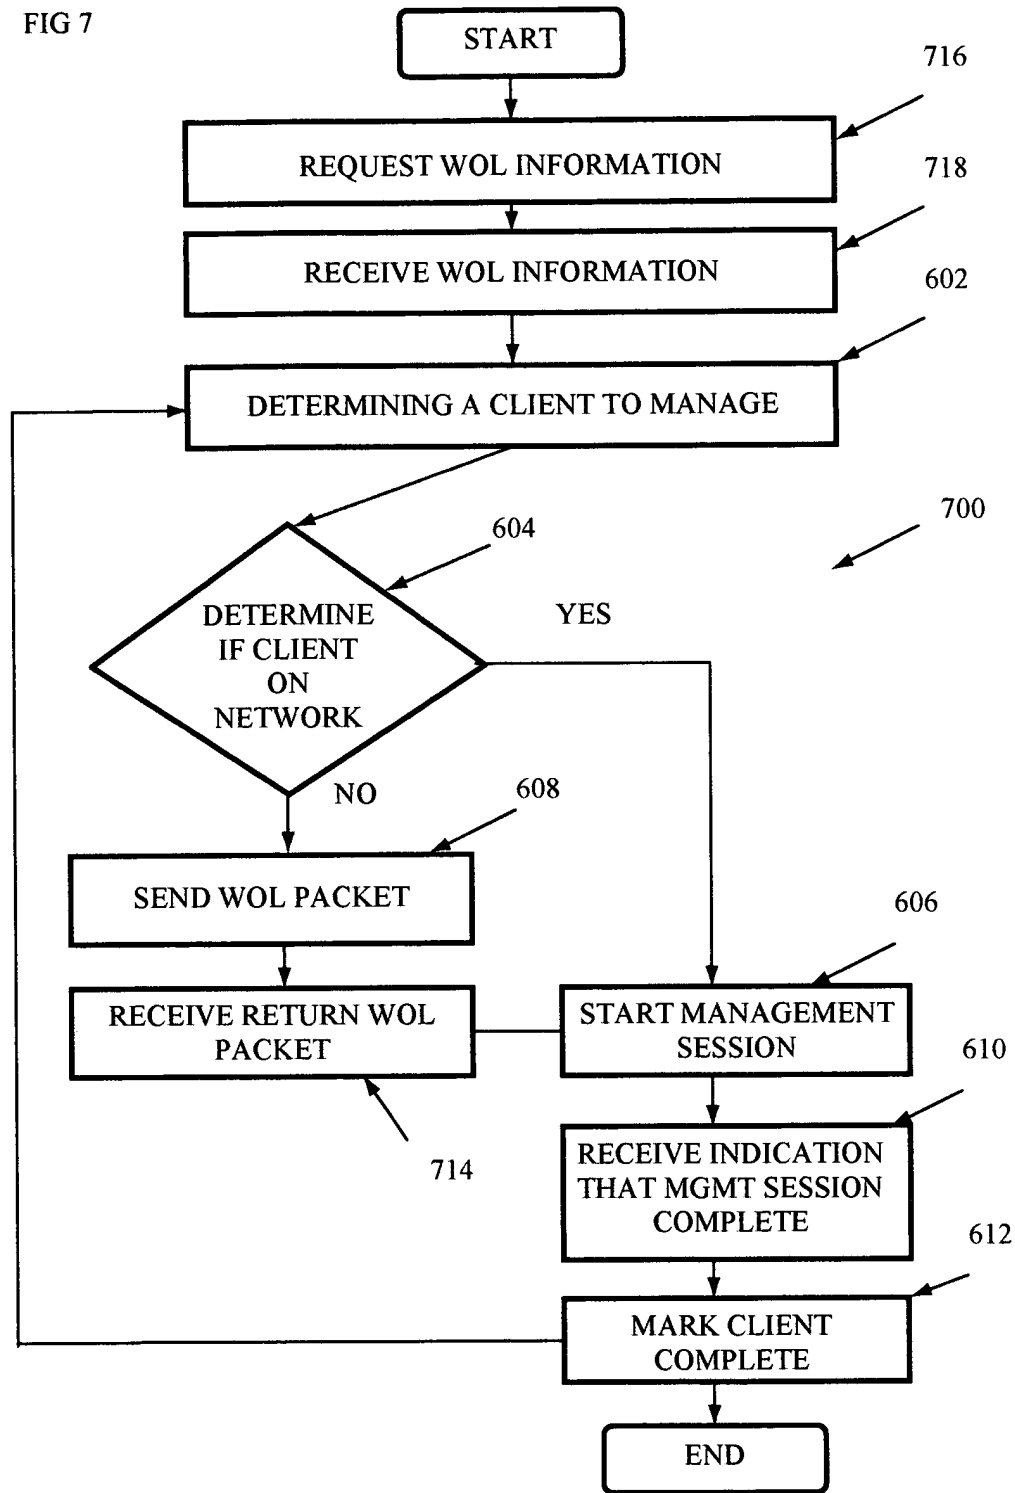 FIG 7
START
716
REQUEST WOL INFORMATION
718
RECEIVE WOL INFORMATION
602
DETERMINING A CLIENT TO MANAGE
700
604
DETERMINE
IF CLIENT
ON
NETWORK
YES
NO
608
SEND WOL PACKET
606
RECEIVE RETURN WOL
PACKET
START MANAGEMENT
SESSION
610
714
RECEIVE INDICATION
THAT MGMT SESSION
COMPLETE
612
MARK CLIENT
COMPLETE
END